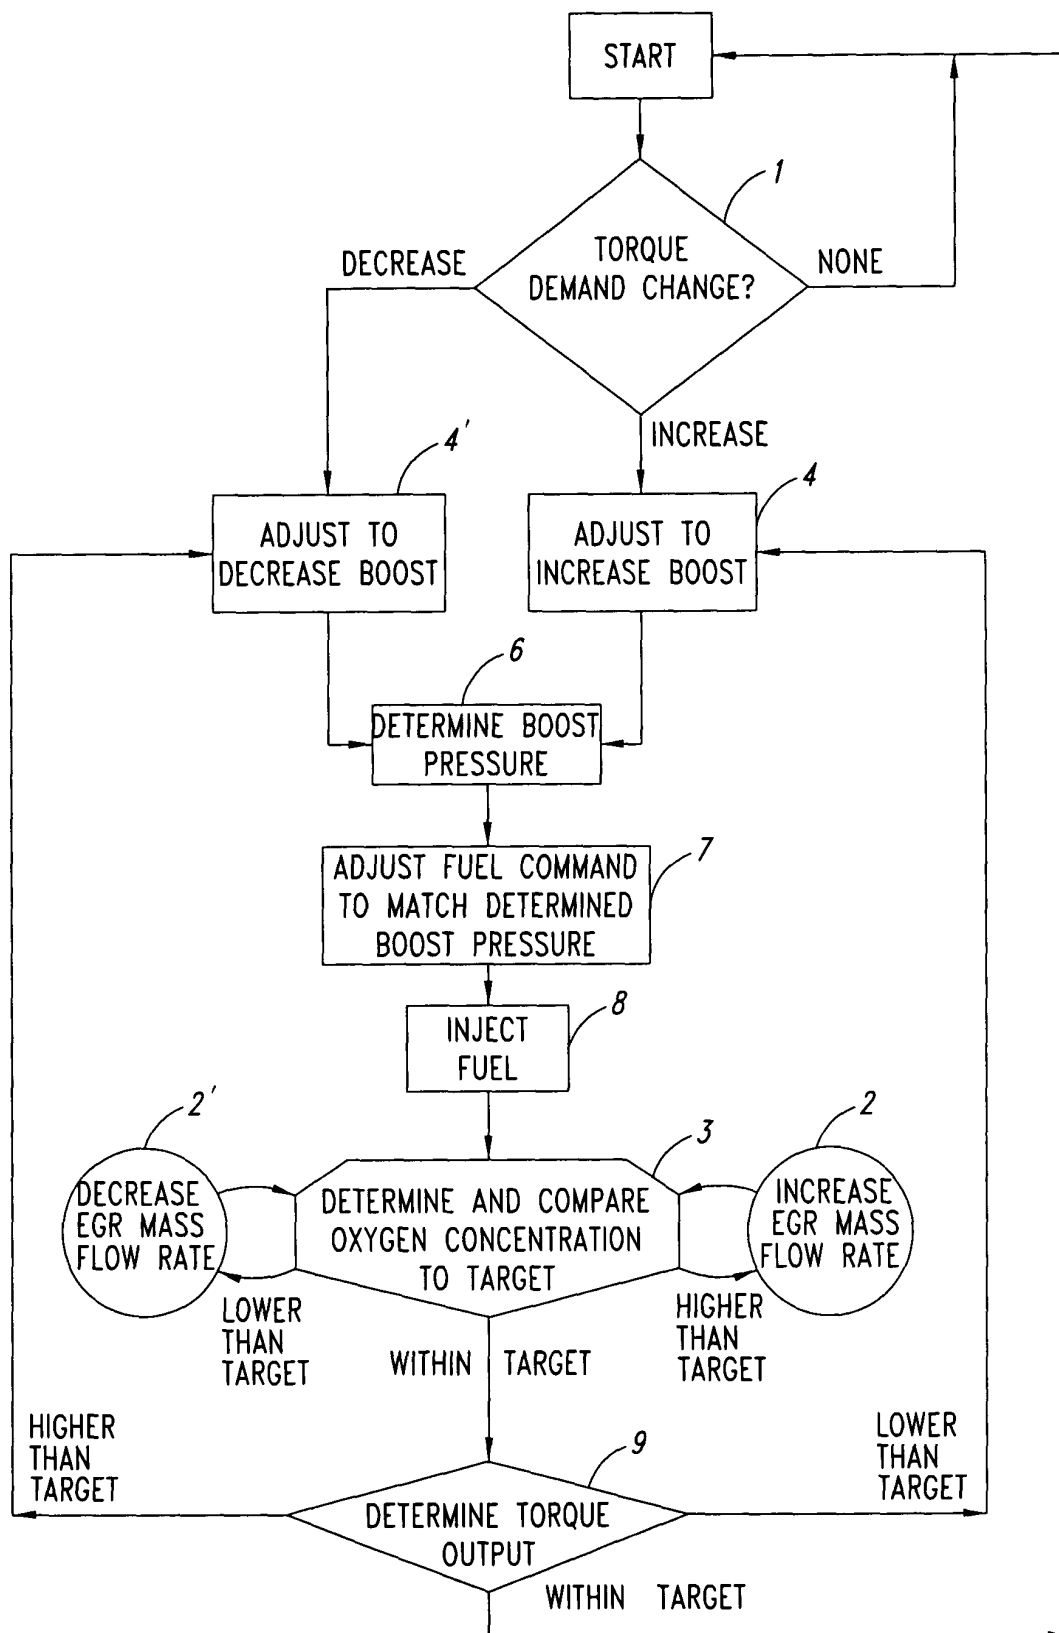 START
1
TORQUE
DEMAND CHANGE?
DECREASE
NONE
INCREASE
4'
4
ADJUST TO
DECREASE BOOST
ADJUST TO
INCREASE BOOST
6
DETERMINE BOOST
PRESSURE
7
ADJUST FUEL COMMAND
TO MATCH DETERMINED
BOOST PRESSURE
8
INJECT
FUEL
2'
3
2
DECREASE
EGR MASS
FLOW RATE
DETERMINE AND COMPARE
OXYGEN CONCENTRATION
TO TARGET
INCREASE
EGR MASS
FLOW RATE
LOWER
THAN
TARGET
WITHIN TARGET
HIGHER
THAN
TARGET
HIGHER
THAN
TARGET
9
LOWER
THAN
TARGET
DETERMINE TORQUE
OUTPUT
WITHIN TARGET